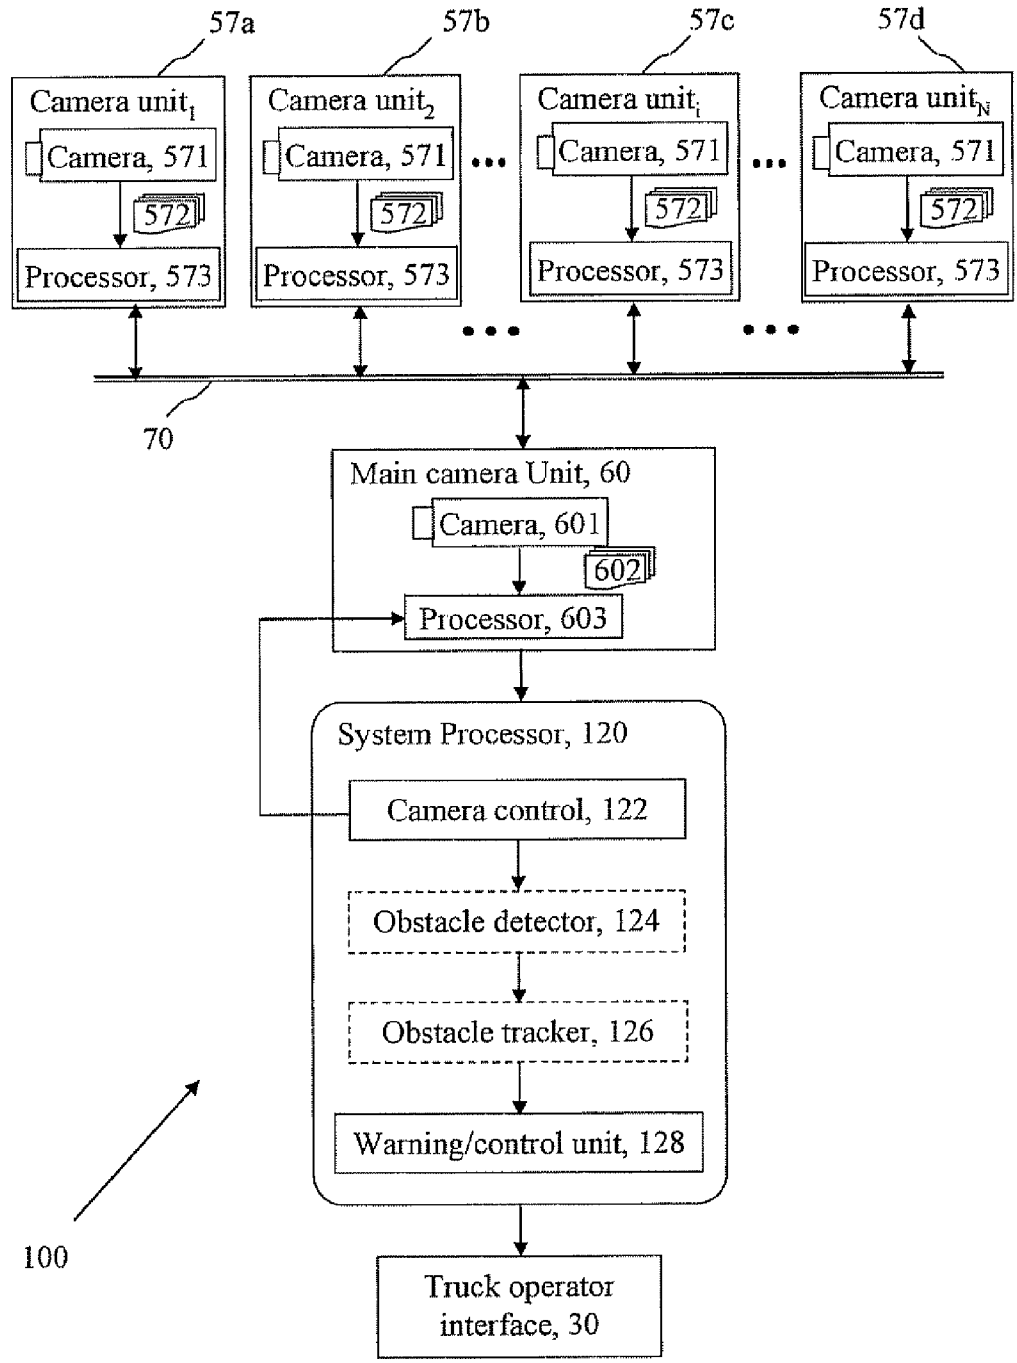 57a
57b
57c
57d
Camera unit1
Camera, 571
572
Processor, 573
Camera unit2
Camera, 571
572
Processor, 573
Camera uniti
Camera, 571
572
Processor, 573
Camera unitN
Camera, 571
572
Processor, 573
70
Main camera Unit, 60
Camera, 601
602
Processor, 603
System Processor, 120
Camera control, 122
Obstacle detector, 124
Obstacle tracker, 126
Warning/control unit, 128
100
Truck operator
interface, 30